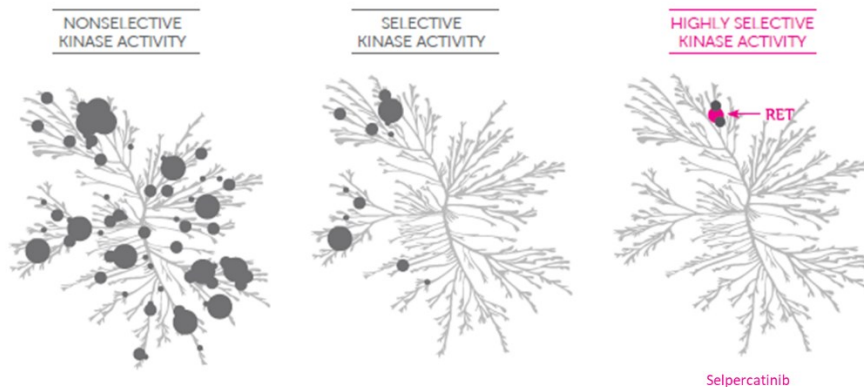 NONSELECTIVE
KINASE ACTIVITY
SELECTIVE
KINASE ACTIVITY
HIGHLY SELECTIVE
KINASE ACTIVITY
RET
Selpercatinib